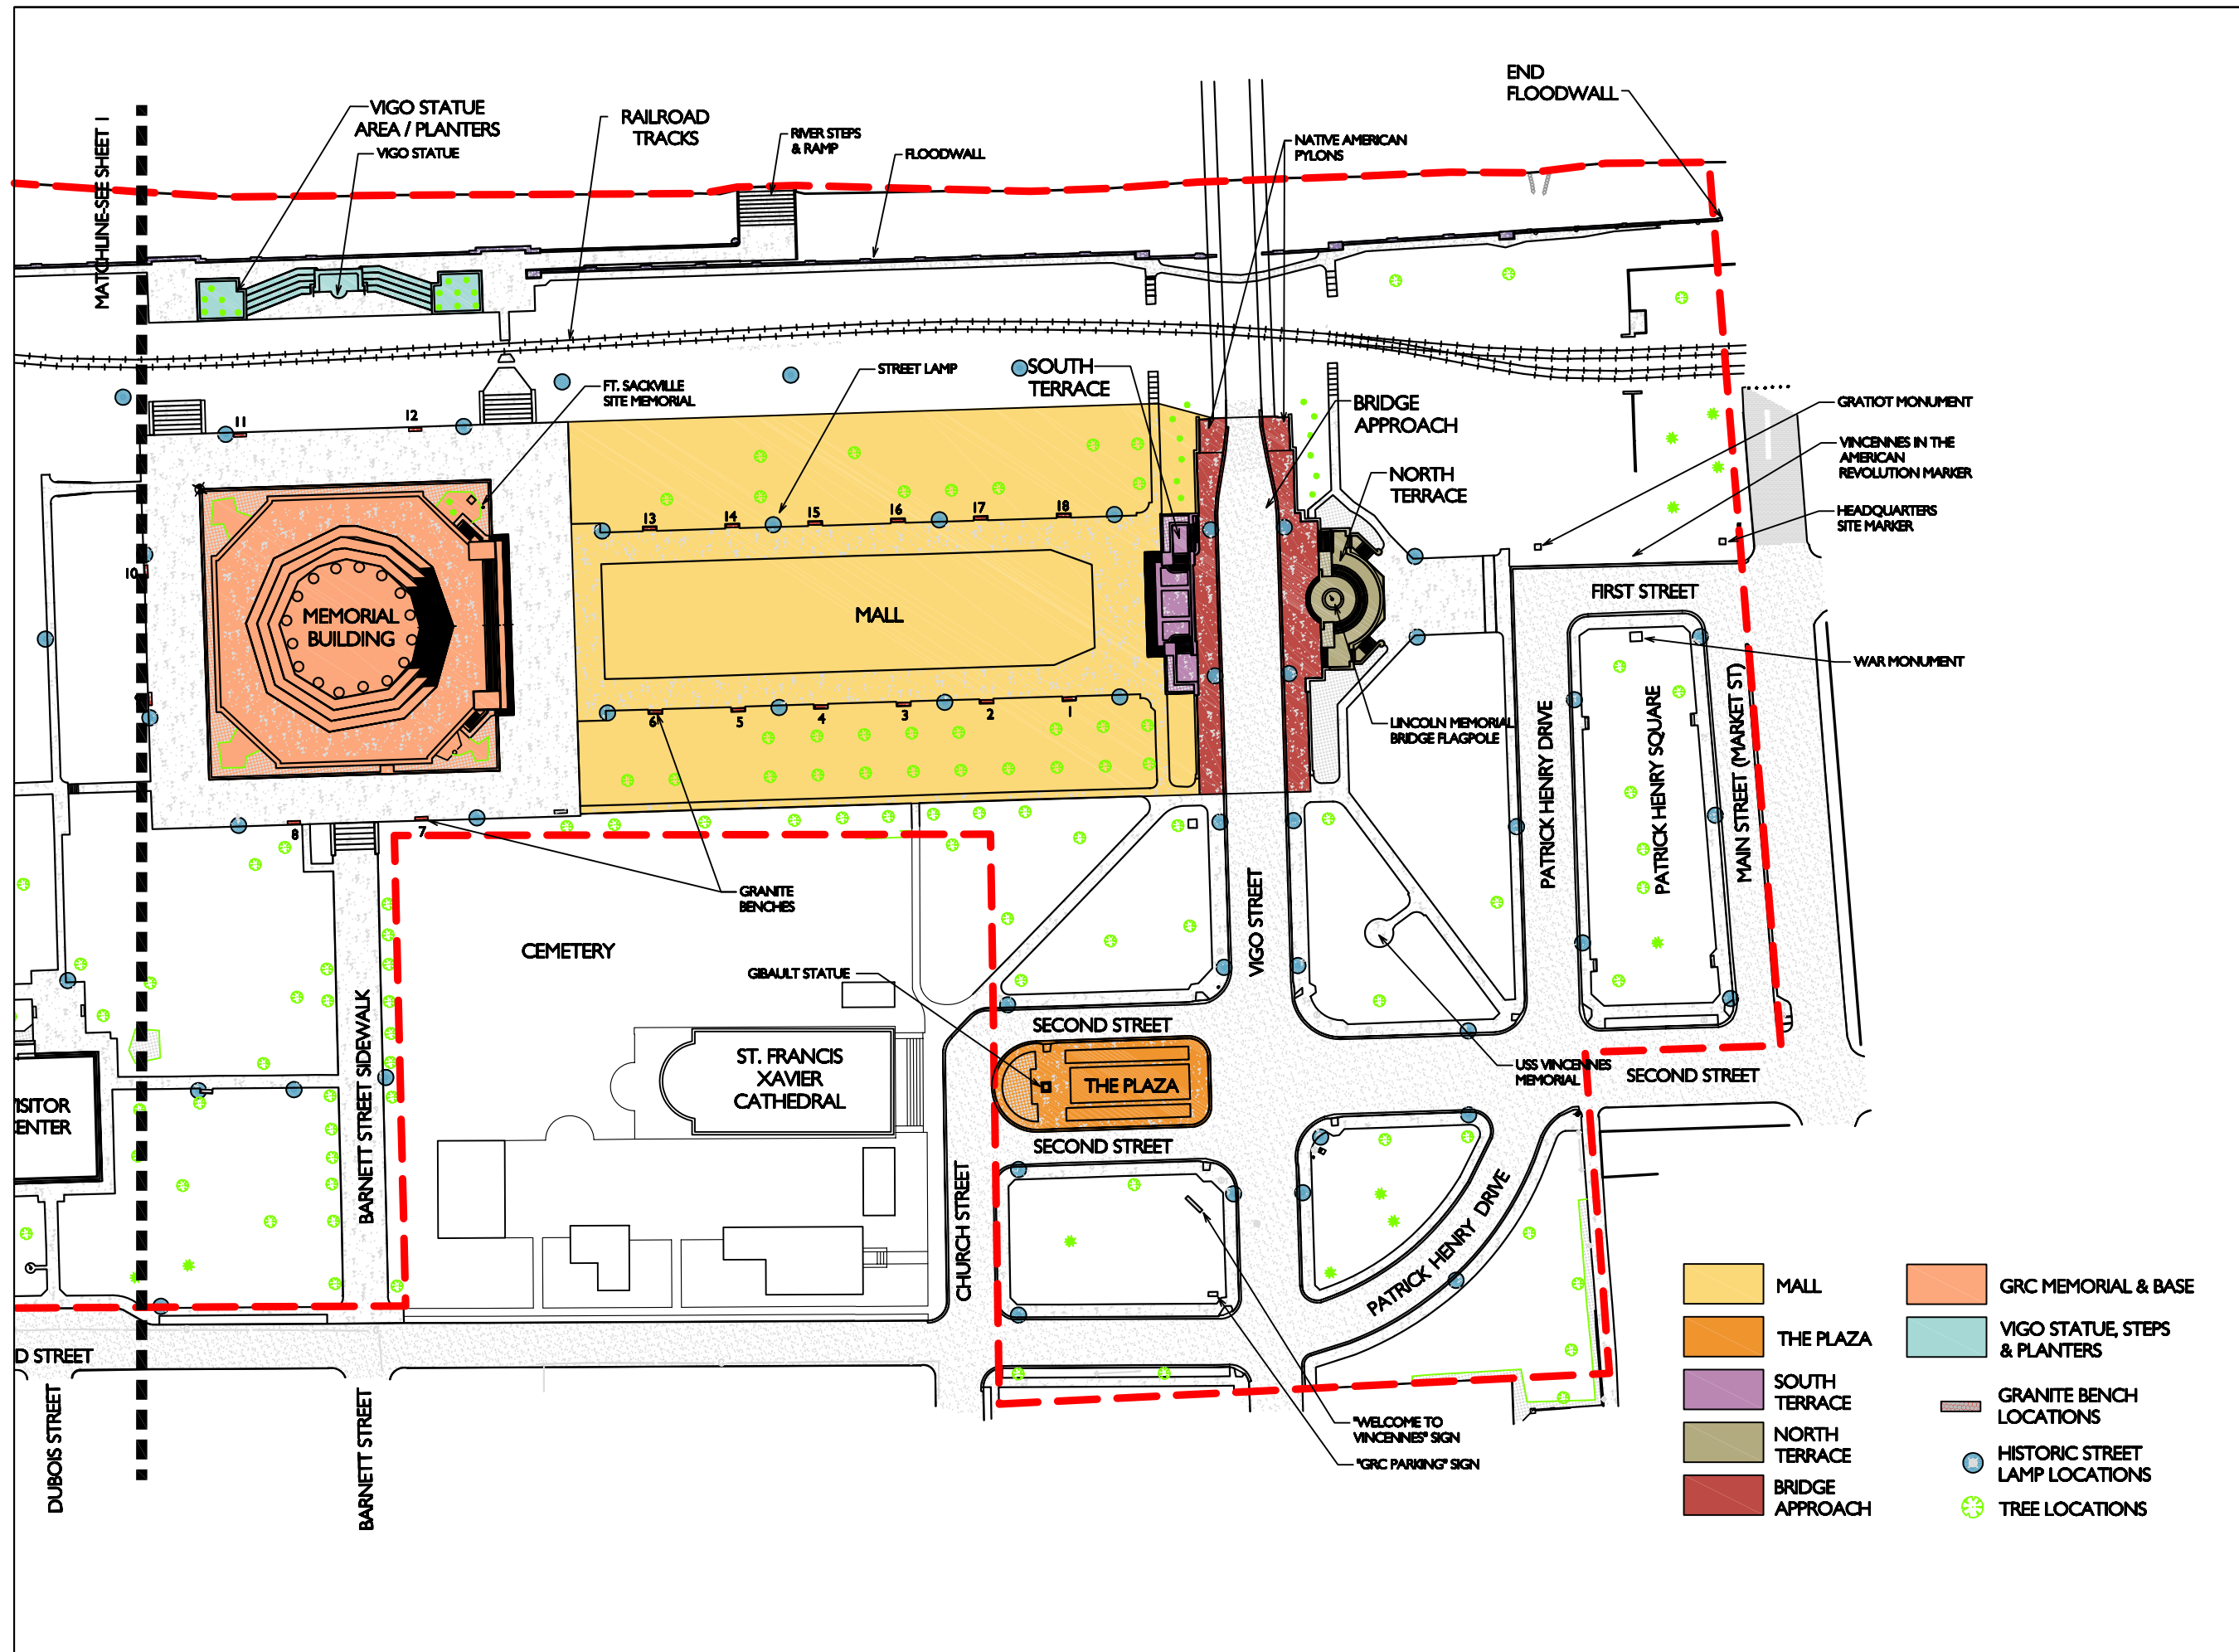 END
FLOODWALL
VIGO STATUE
AREA / PLANTERS
VIGO STATUE
RAILROAD
TRACKS
RIVER STEPS
& RAMP
FLOODWALL
NATIVE AMERICAN
PYLONS
MATCHLINE-SEE SHEET 1
STREET LAMP
SOUTH
TERRACE
FT. SACKVILLE
SITE MEMORIAL
BRIDGE
APPROACH
NORTH
TERRACE
GRATIOT MONUMENT
VINCENNES IN THE
AMERICAN
REVOLUTION MARKER
HEADQUARTERS
SITE MARKER
11
12
13
14
15
16
17
18
10
MEMORIAL
BUILDING
MALL
FIRST STREET
WAR MONUMENT
6
5
4
3
2
1
LINCOLN MEMORIAL
BRIDGE FLAGPOLE
PATRICK HENRY DRIVE
PATRICK HENRY SQUARE
MAIN STREET (MARKET ST)
8
7
GRANITE
BENCHES
CEMETERY
VIGO STREET
GIBAULT STATUE
BARNETT STREET SIDEWALK
SECOND STREET
ST. FRANCIS
XAVIER
CATHEDRAL
THE PLAZA
USS VINCENNES
MEMORIAL
SECOND STREET
ISITOR
ENTER
SECOND STREET
CHURCH STREET
PATRICK HENRY DRIVE
D STREET
DUBOIS STREET
BARNETT STREET
"WELCOME TO
VINCENNES" SIGN
"GRC PARKING" SIGN
MALL
THE PLAZA
SOUTH
TERRACE
NORTH
TERRACE
BRIDGE
APPROACH
GRC MEMORIAL & BASE
VIGO STATUE, STEPS
& PLANTERS
GRANITE BENCH
LOCATIONS
HISTORIC STREET
LAMP LOCATIONS
TREE LOCATIONS